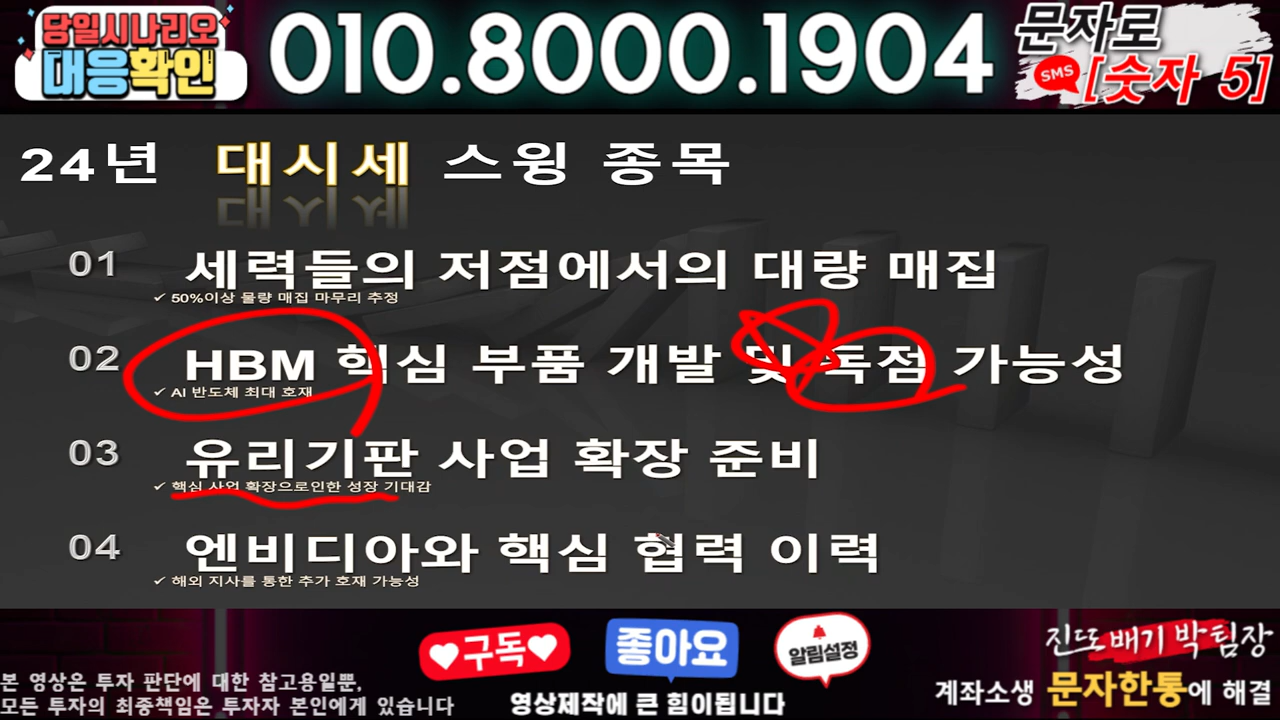 당일시나리오
대응확인
010.8000.1904
문자로
SMS [숫자 5]
24년 대시세 스윙 종목
01 세력들의 저점에서의 대량 매집
✓ 50%이상 물량 매집 마무리 추정
02 HBM 핵심 부품 개발 및 독점 가능성
✓ AI 반도체 최대 호재
03 유리기판 사업 확장 준비
✓ 핵심 사업 확장으로인한 성장 기대감
04 엔비디아와 핵심 협력 이력
✓ 해외 지사를 통한 추가 호재 가능성
구독
좋아요
알림설정
영상제작에 큰 힘이됩니다
본 영상은 투자 판단에 대한 참고용일뿐,
모든 투자의 최종책임은 투자자 본인에게 있습니다
진또배기 박팀장
계좌소생 문자한통에 해결